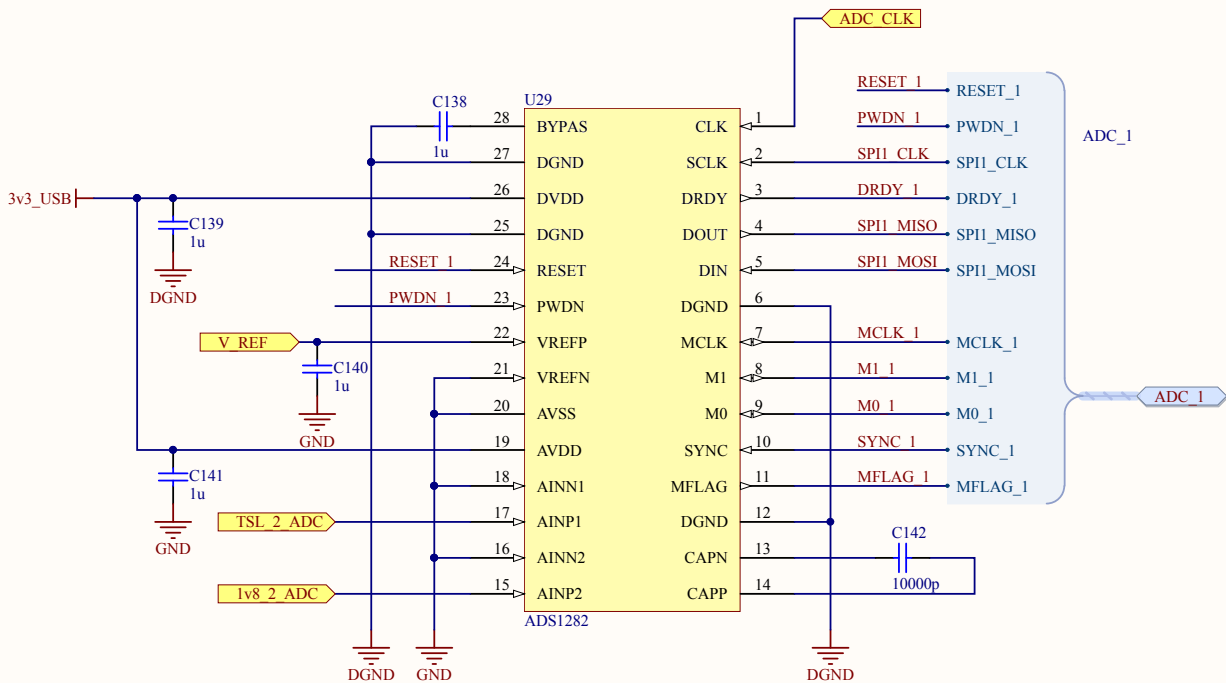 ADC_CLK
U29
C138
1u
28 BYPAS CLK 1
27 DGND SCLK 2 SPI1_CLK SPI1_CLK
3v3_USB 26 DVDD DRDY 3 DRDY_1 DRDY_1
25 DGND DOUT 4 SPI1_MISO SPI1_MISO
RESET_1 24 RESET DIN 5 SPI1_MOSI SPI1_MOSI
PWDN_1 23 PWDN DGND 6
V_REF 22 VREFP MCLK 7 MCLK_1 MCLK_1
21 VREFN M1 8 M1_1 M1_1
20 AVSS M0 9 M0_1 M0_1
19 AVDD SYNC 10 SYNC_1 SYNC_1
18 AINN1 MFLAG 11 MFLAG_1 MFLAG_1
TSL_2_ADC 17 AINP1 DGND 12
16 AINN2 CAPN 13
1v8_2_ADC 15 AINP2 CAPP 14
ADS1282
RESET_1 RESET_1
PWDN_1 PWDN_1
ADC_1
ADC_1
C139
1u
DGND
C140
1u
GND
C141
1u
GND
C142
10000p
DGND
GND
DGND